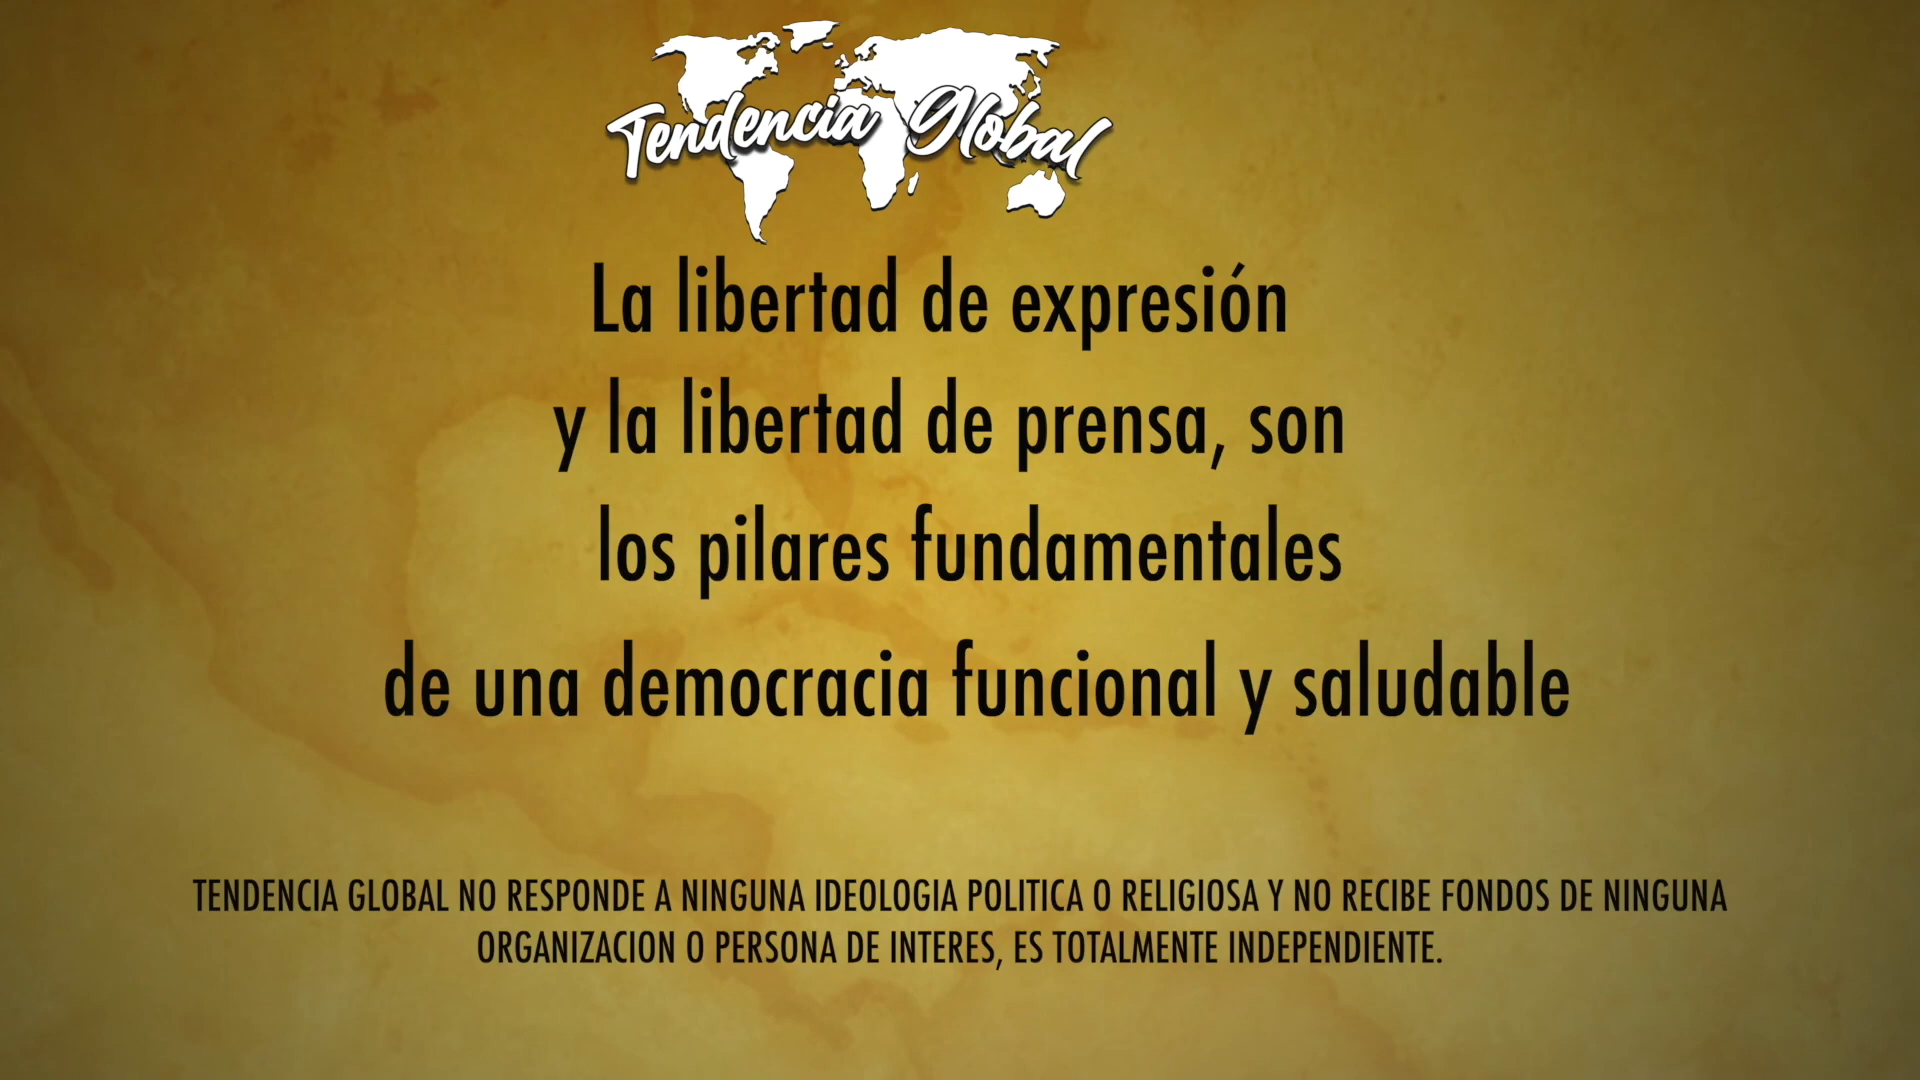 Tendencia Global
La libertad de expresión
y la libertad de prensa, son
los pilares fundamentales
de una democracia funcional y saludable
TENDENCIA GLOBAL NO RESPONDE A NINGUNA IDEOLOGIA POLITICA O RELIGIOSA Y NO RECIBE FONDOS DE NINGUNA
ORGANIZACION O PERSONA DE INTERES, ES TOTALMENTE INDEPENDIENTE.